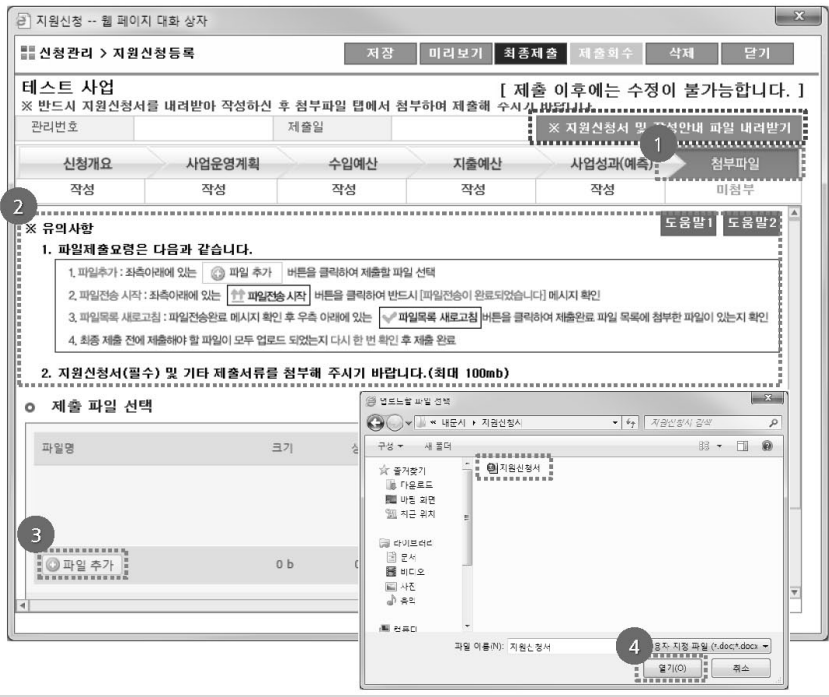 지원신청 -- 웹 페이지 대화 상자
신청관리 > 지원신청등록
저장 미리보기 최종제출 제출회수 삭제 닫기
테스트 사업
[ 제출 이후에는 수정이 불가능합니다. ]
※ 반드시 지원신청서를 내려받아 작성하신 후 첨부파일 탭에서 첨부하여 제출해 주시기 바랍니다
관리번호 제출일
※ 지원신청서 및 작성안내 파일 내려받기
1
신청개요 사업운영계획 수입예산 지출예산 사업성과(예측) 첨부파일
작성 작성 작성 작성 작성 미첨부
2
※ 유의사항
도움말1 도움말2
1. 파일제출요령은 다음과 같습니다.
1. 파일추가 : 좌측아래에 있는 파일 추가 버튼을 클릭하여 제출할 파일 선택
2. 파일전송 시작 : 좌측아래에 있는 파일전송 시작 버튼을 클릭하여 반드시 [파일전송이 완료되었습니다] 메시지 확인
3. 파일목록 새로고침 : 파일전송완료 메시지 확인 후 우측 아래에 있는 파일목록 새로고침 버튼을 클릭하여 제출완료 파일 목록에 첨부한 파일이 있는지 확인
4. 최종 제출 전에 제출해야 할 파일이 모두 업로드 되었는지 다시 한 번 확인 후 제출 완료
2. 지원신청서(필수) 및 기타 제출서류를 첨부해 주시기 바랍니다.(최대 100mb)
제출 파일 선택
파일명 크기
3
파일 추가
0 b
업로드할 파일 선택
« 내문서 ▸ 지원신청서
지원신청서 검색
구성 새 폴더
즐겨찾기
다운로드
바탕 화면
최근 위치
라이브러리
문서
비디오
사진
음악
컴퓨터
지원신청서
파일 이름(N): 지원신청서
4
사용자 지정 파일 (*.doc;*.docx
열기(O) 취소